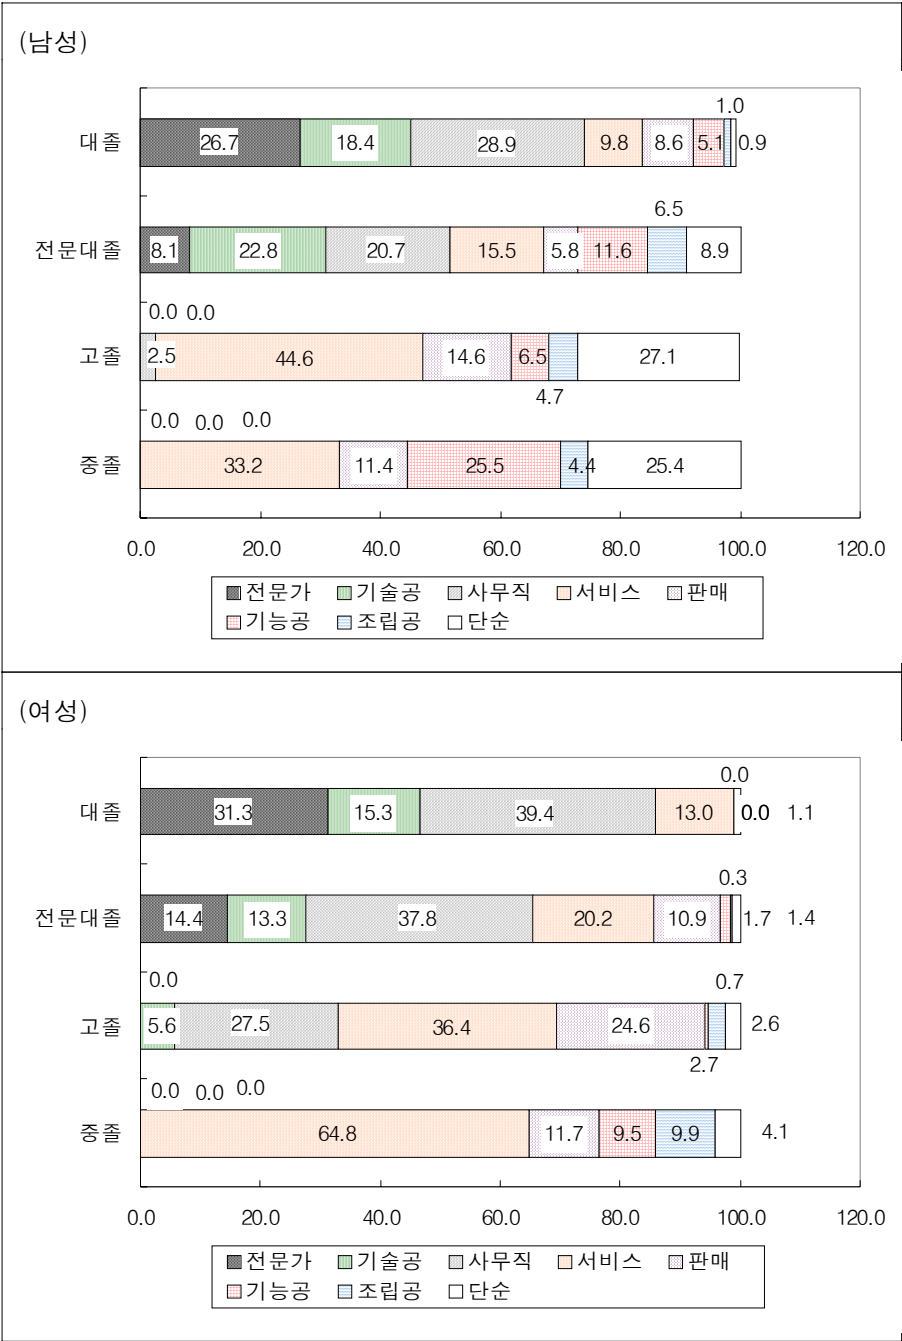 (남성)
1.0
대졸 26.7 18.4 28.9 9.8 8.6 5.1 0.9
6.5
전문대졸 8.1 22.8 20.7 15.5 5.8 11.6 8.9
0.0 0.0
고졸 2.5 44.6 14.6 6.5 27.1
4.7
0.0 0.0 0.0
중졸 33.2 11.4 25.5 4.4 25.4
0.0 20.0 40.0 60.0 80.0 100.0 120.0
전문가 기술공 사무직 서비스 판매
기능공 조립공 단순
(여성)
0.0
대졸 31.3 15.3 39.4 13.0 0.0 1.1
0.3
전문대졸 14.4 13.3 37.8 20.2 10.9 1.7 1.4
0.0 0.7
고졸 5.6 27.5 36.4 24.6 2.6
2.7
0.0 0.0 0.0
중졸 64.8 11.7 9.5 9.9 4.1
0.0 20.0 40.0 60.0 80.0 100.0 120.0
전문가 기술공 사무직 서비스 판매
기능공 조립공 단순